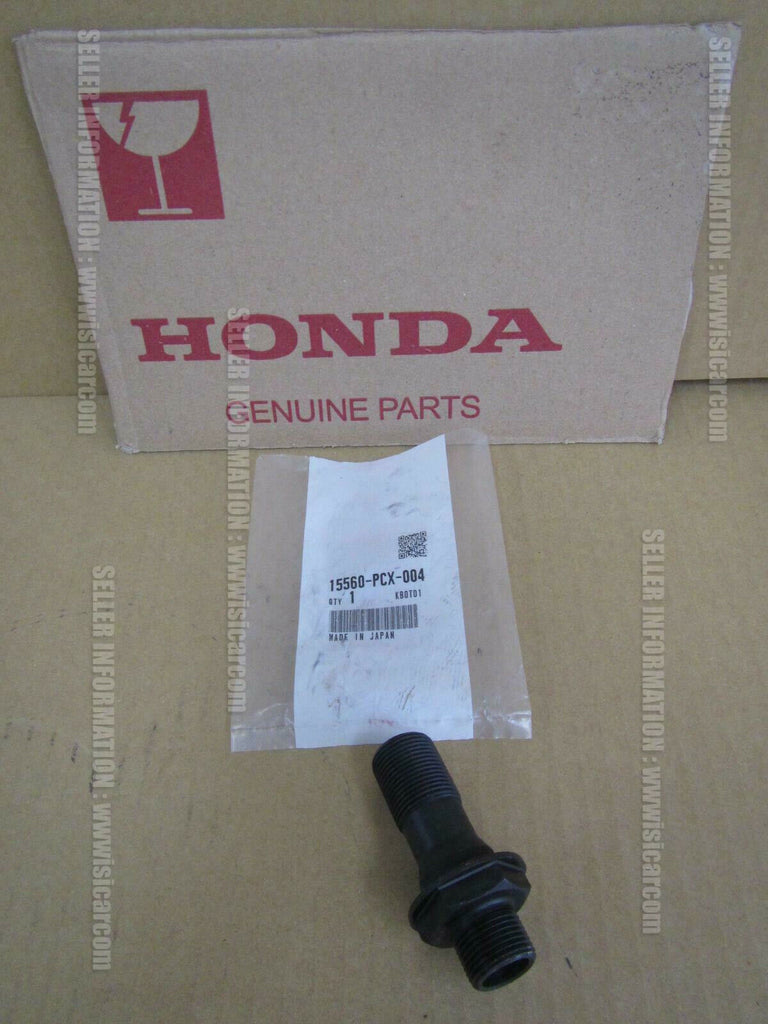 HONDA
GENUINE PARTS
15560-PCX-004
QTY 1 KBOT01
MADE IN JAPAN
SELLER INFORMATION : www.isicar.com
SELLER INFORMATION : www.isicar.com
SELLER INFORMATION : www.isicar.com
SELLER INFORMATION : www.isicar.com
SELLER INFORMATION : www.isicar.com